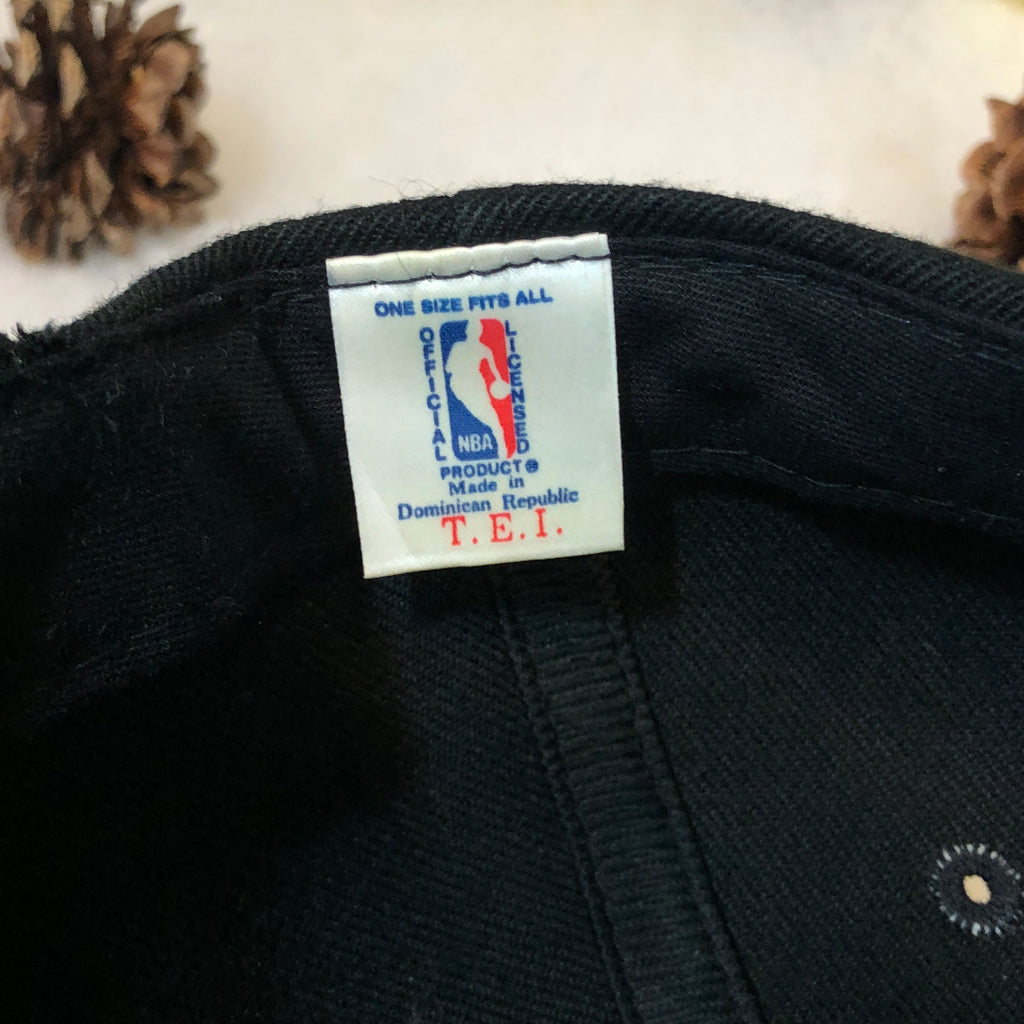 ONE SIZE FITS ALL
OFFICIAL
NBA
LICENSED
PRODUCT®
Made in
Dominican Republic
T.E.I.